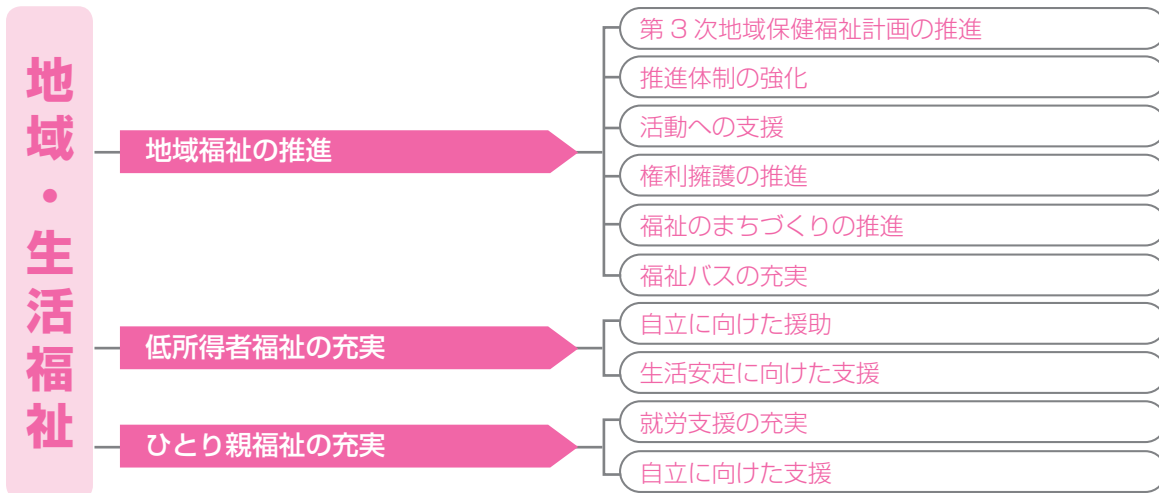 地域・生活福祉
地域福祉の推進
第3次地域保健福祉計画の推進
推進体制の強化
活動への支援
権利擁護の推進
福祉のまちづくりの推進
福祉バスの充実
低所得者福祉の充実
自立に向けた援助
生活安定に向けた支援
ひとり親福祉の充実
就労支援の充実
自立に向けた支援